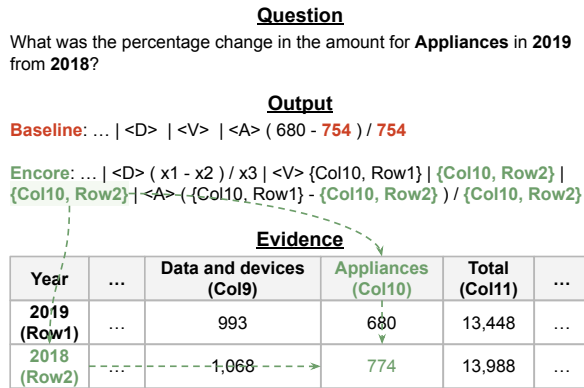 Question
What was the percentage change in the amount for Appliances in 2019
from 2018?
Output
Baseline: … | <D> | <V> | <A> ( 680 - 754 ) / 754
Encore: … | <D> ( x1 - x2 ) / x3 | <V> {Col10, Row1} | {Col10, Row2} |
{Col10, Row2} | <A> ( {Col10, Row1} - {Col10, Row2} ) / {Col10, Row2}
Evidence
Year … Data and devices (Col9) Appliances (Col10) Total (Col11) …
2019 (Row1) … 993 680 13,448 …
2018 (Row2) … 1,068 774 13,988 …